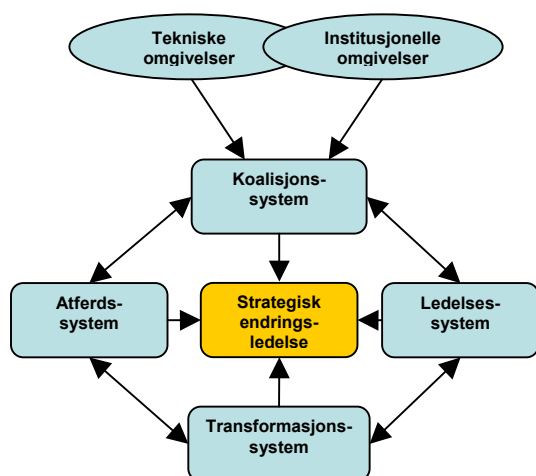 Tekniske
omgivelser
Institusjonelle
omgivelser
Koalisjons-
system
Atferds-
system
Strategisk
endrings-
ledelse
Ledelses-
system
Transformasjons-
system